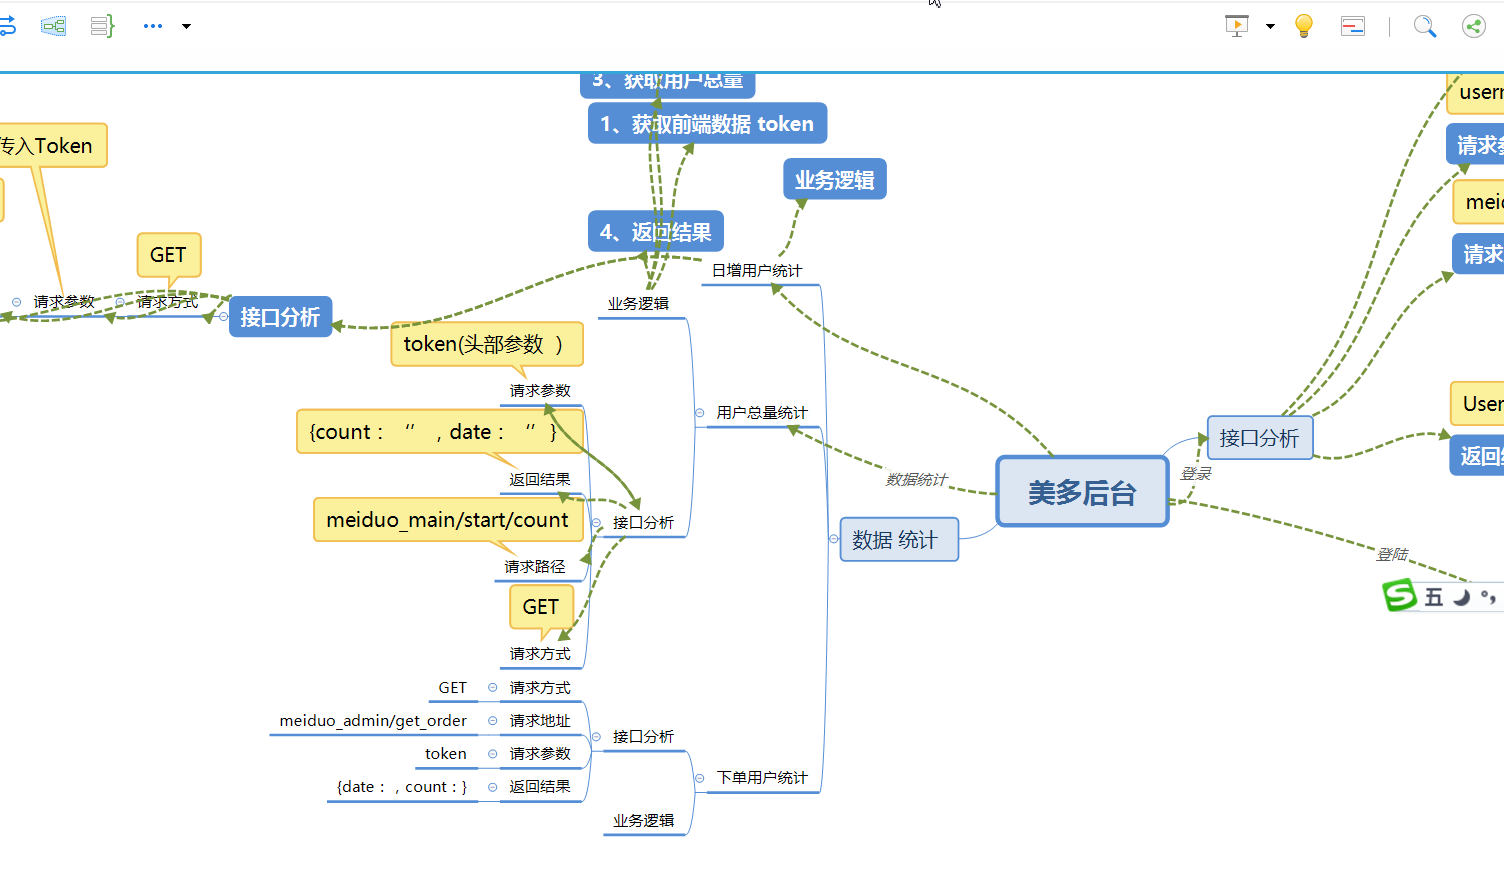 3、获取用户总量
1、获取前端数据 token
业务逻辑
4、返回结果
日增用户统计
业务逻辑
传入Token
GET
请求参数
请求方式
接口分析
token(头部参数 )
请求参数
{count： “ ，date： “ }
返回结果
meiduo_main/start/count
接口分析
请求路径
GET
请求方式
用户总量统计
数据统计
美多后台
数据 统计
登录
接口分析
登陆
请求
请求
返回
User
五
GET
请求方式
meiduo_admin/get_order
请求地址
token
请求参数
{date：，count：}
返回结果
接口分析
下单用户统计
业务逻辑